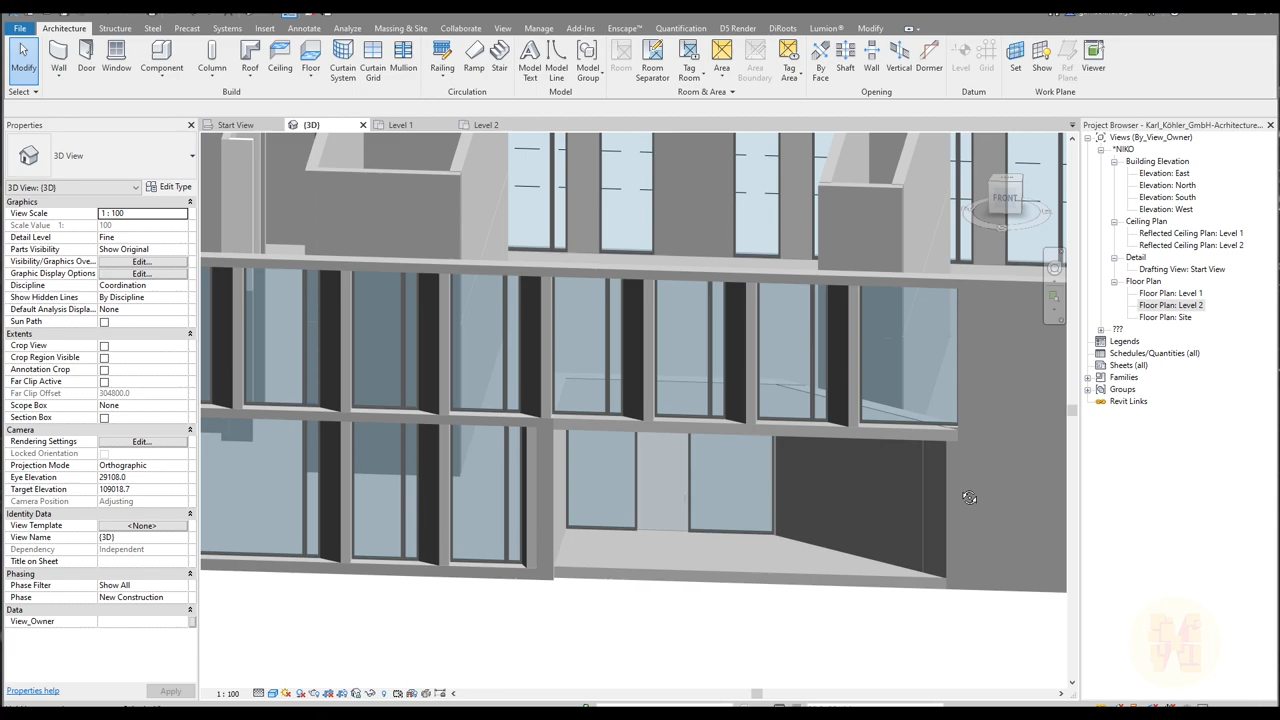 File Architecture Structure Steel Precast Systems Insert Annotate Analyze Massing & Site Collaborate View Manage Add-Ins Enscape™ Quantification D5 Render DiRoots Lumion® Modify
Modify Wall Door Window Component Column Roof Ceiling Floor Curtain System Curtain Grid Mullion Railing Ramp Stair Model Text Model Line Model Group Room Room Separator Tag Room Area Area Boundary Tag Area By Face Shaft Wall Vertical Dormer Level Grid Set Show Ref Plane Viewer
Select Build Circulation Model Room & Area Opening Datum Work Plane
Properties
Start View {3D} Level 1 Level 2
3D View
3D View: {3D} Edit Type
Graphics
View Scale 1 : 100
Scale Value 1: 100
Detail Level Fine
Parts Visibility Show Original
Visibility/Graphics Ove... Edit...
Graphic Display Options Edit...
Discipline Coordination
Show Hidden Lines By Discipline
Default Analysis Displa... None
Sun Path
Extents
Crop View
Crop Region Visible
Annotation Crop
Far Clip Active
Far Clip Offset 304800.0
Scope Box None
Section Box
Camera
Rendering Settings Edit...
Locked Orientation
Projection Mode Orthographic
Eye Elevation 29108.0
Target Elevation 109018.7
Camera Position Adjusting
Identity Data
View Template <None>
View Name {3D}
Dependency Independent
Title on Sheet
Phasing
Phase Filter Show All
Phase New Construction
Data
View_Owner
Properties help Apply
FRONT
1 : 100
Project Browser - Karl_Köhler_GmbH-Architecture...
Views (By_View_Owner)
*NIKO
Building Elevation
Elevation: East
Elevation: North
Elevation: South
Elevation: West
Ceiling Plan
Reflected Ceiling Plan: Level 1
Reflected Ceiling Plan: Level 2
Detail
Drafting View: Start View
Floor Plan
Floor Plan: Level 1
Floor Plan: Level 2
Floor Plan: Site
???
Legends
Schedules/Quantities (all)
Sheets (all)
Families
Groups
Revit Links